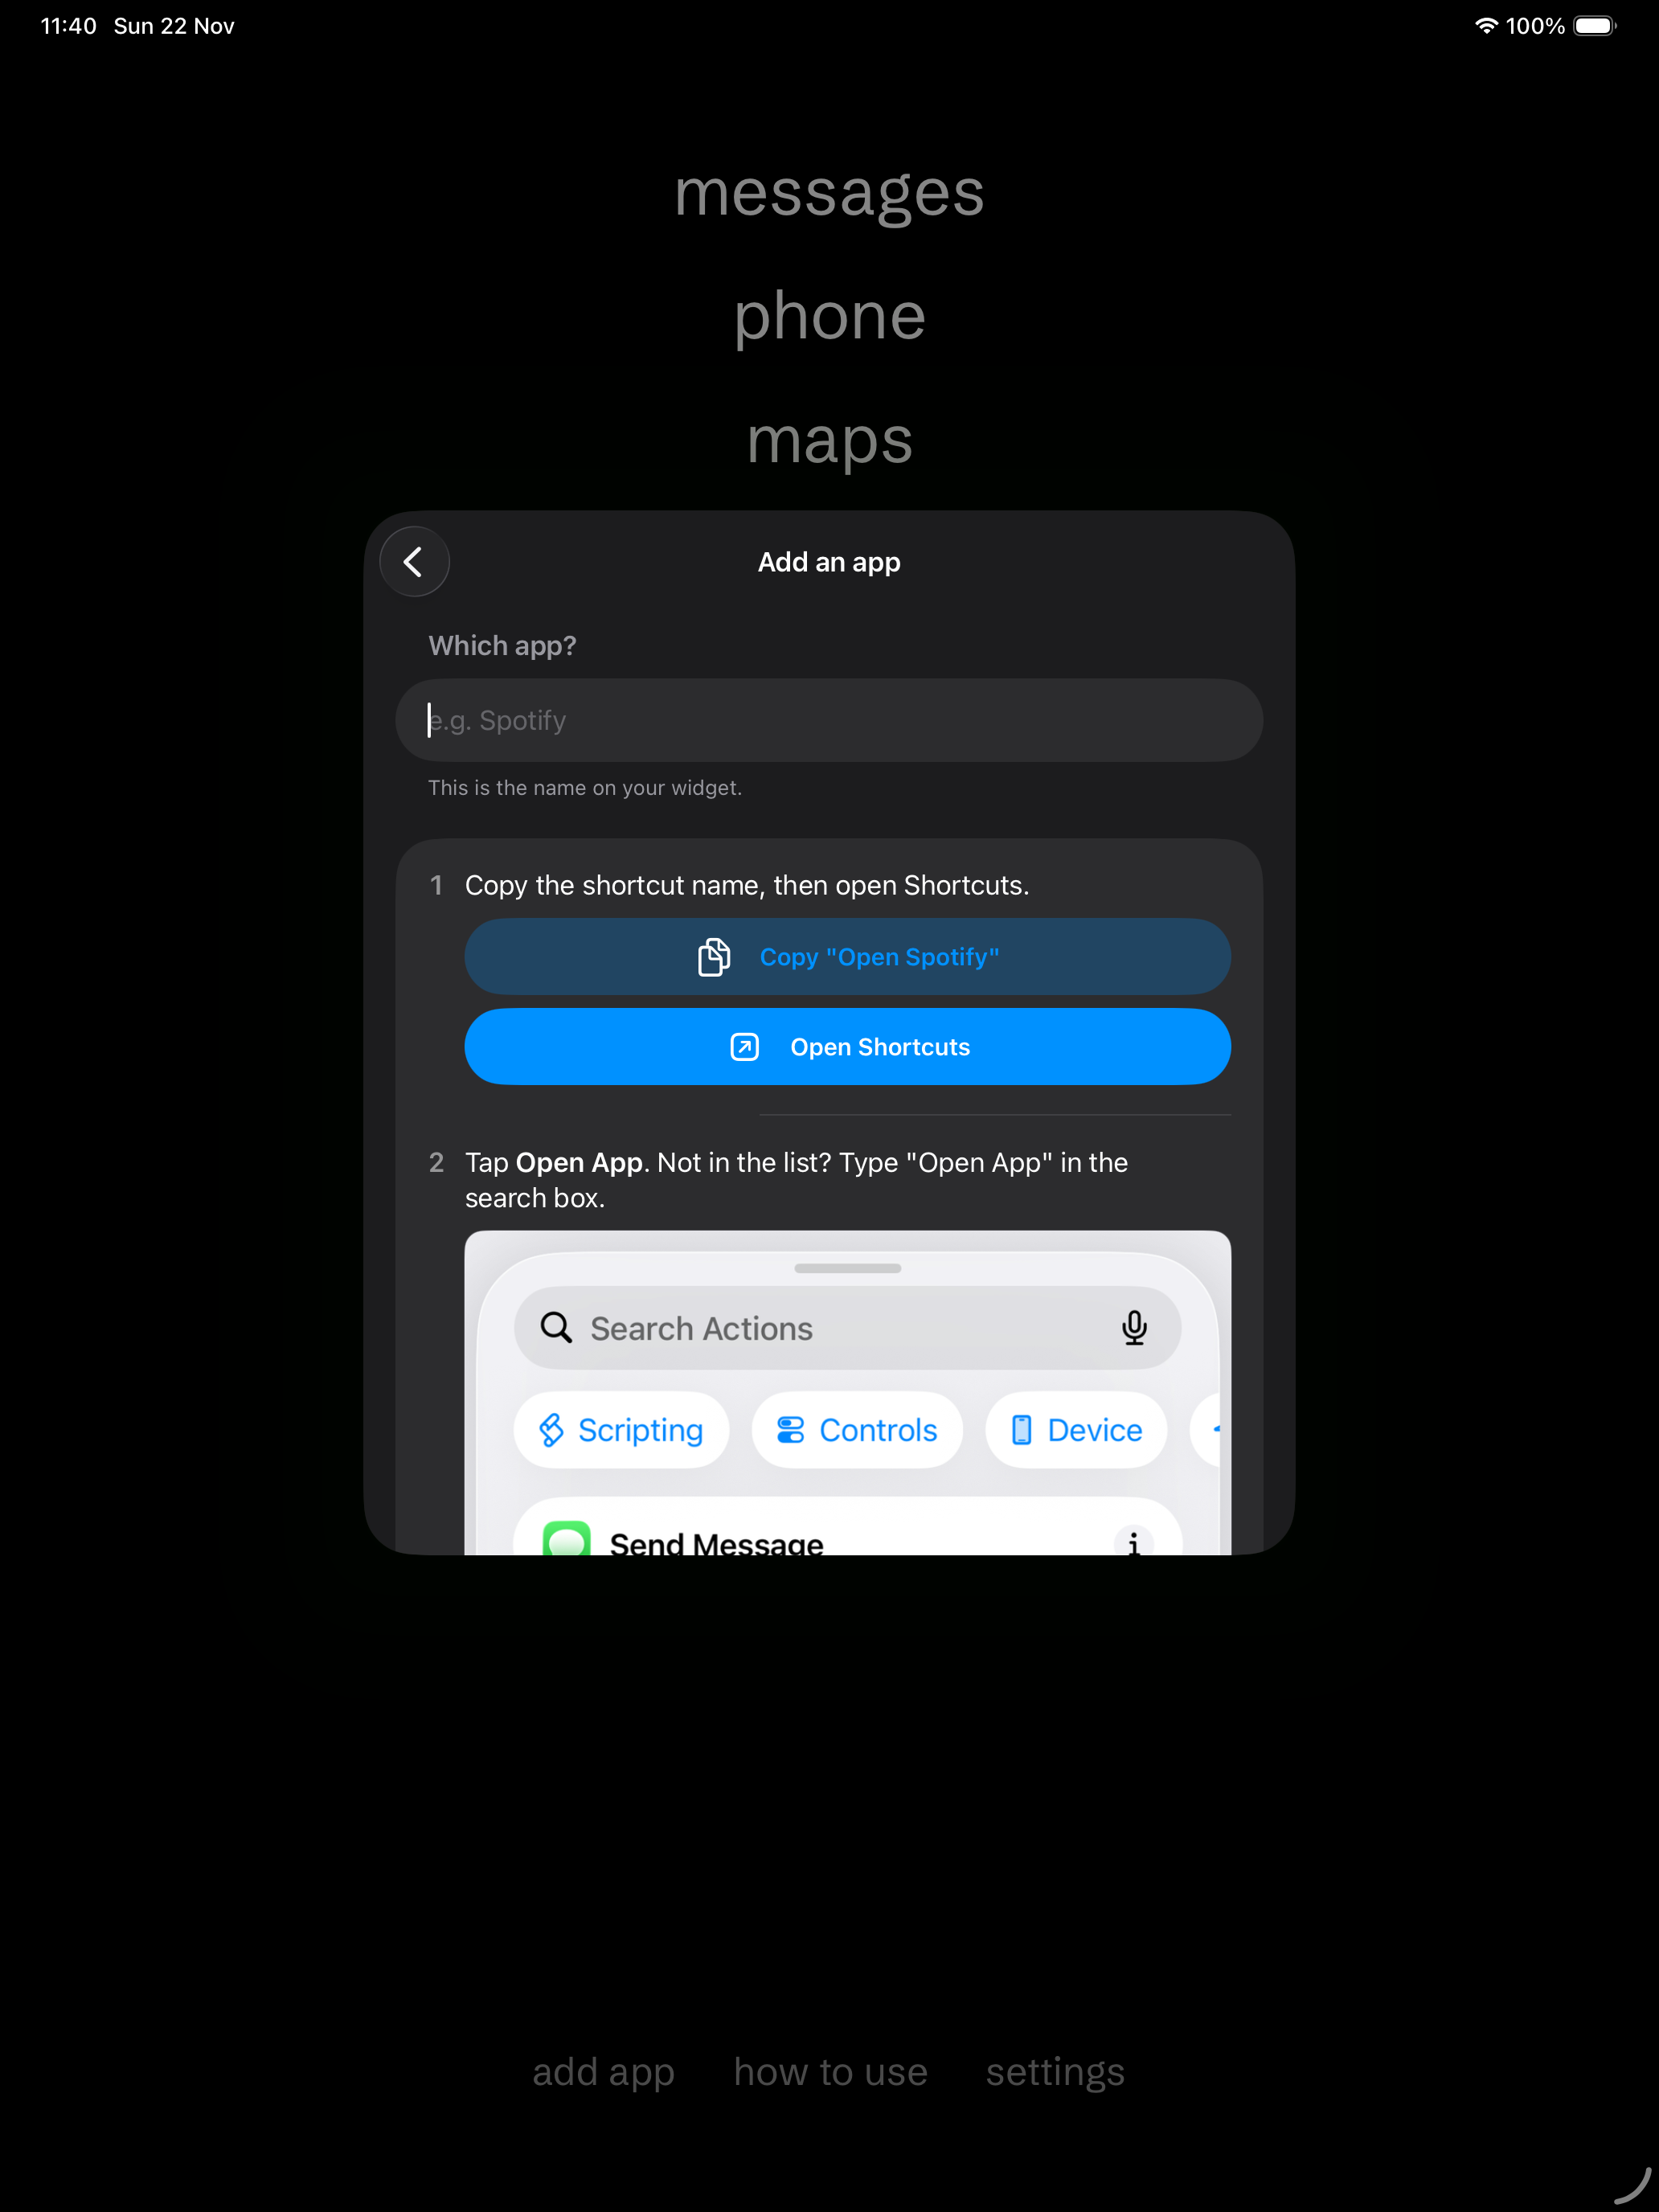 11:40 Sun 22 Nov
100%
messages
phone
maps
Add an app
Which app?
e.g. Spotify
This is the name on your widget.
1 Copy the shortcut name, then open Shortcuts.
Copy "Open Spotify"
Open Shortcuts
2 Tap Open App. Not in the list? Type "Open App" in the
search box.
Search Actions
Scripting
Controls
Device
Send Message
add app
how to use
settings